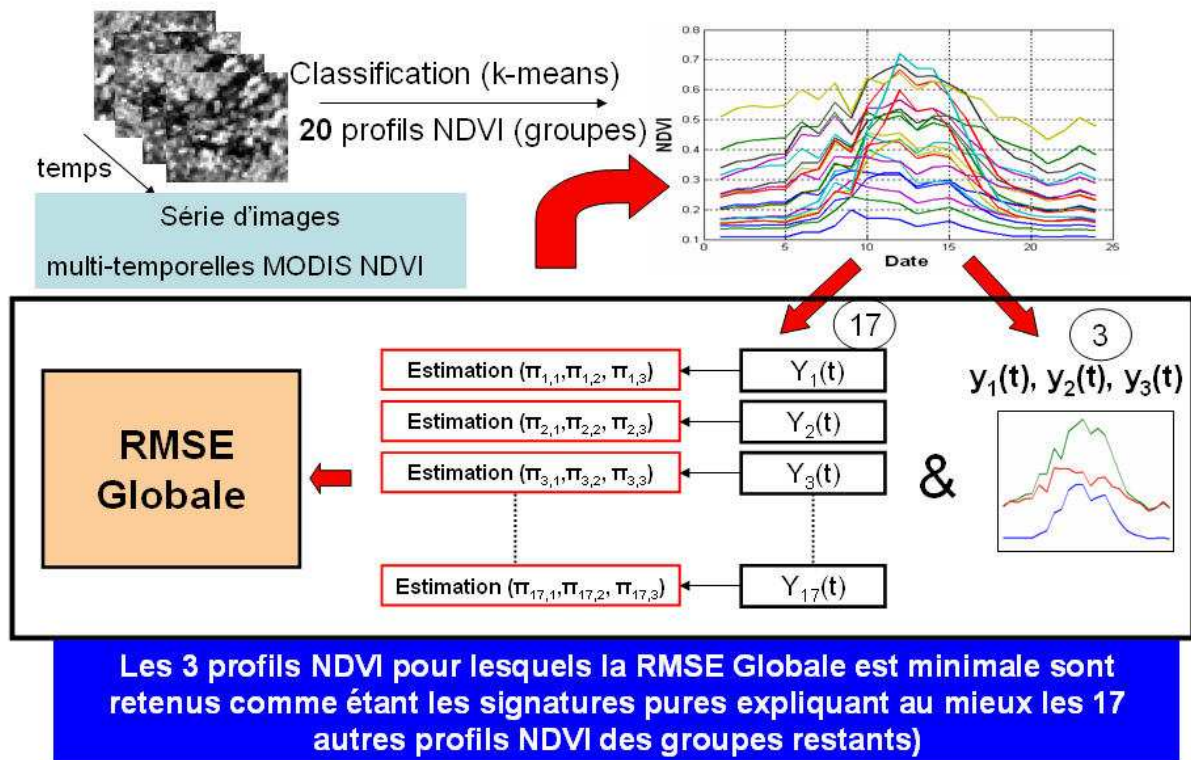 Classification (k-means)
20 profils NDVI (groupes)
temps
Série d'images
multi-temporelles MODIS NDVI
0.8
0.7
0.6
0.5
0.4
0.3
0.2
0.1
NDVI
0 5 10 15 20 25
Date
17
3
y₁(t), y₂(t), y₃(t)
Estimation (π₁,₁,π₁,₂, π₁,₃)
Y₁(t)
Estimation (π₂,₁,π₂,₂, π₂,₃)
Y₂(t)
Estimation (π₃,₁,π₃,₂, π₃,₃)
Y₃(t)
Estimation (π₁₇,₁,π₁₇,₂, π₁₇,₃)
Y₁₇(t)
&
RMSE
Globale
Les 3 profils NDVI pour lesquels la RMSE Globale est minimale sont
retenus comme étant les signatures pures expliquant au mieux les 17
autres profils NDVI des groupes restants)